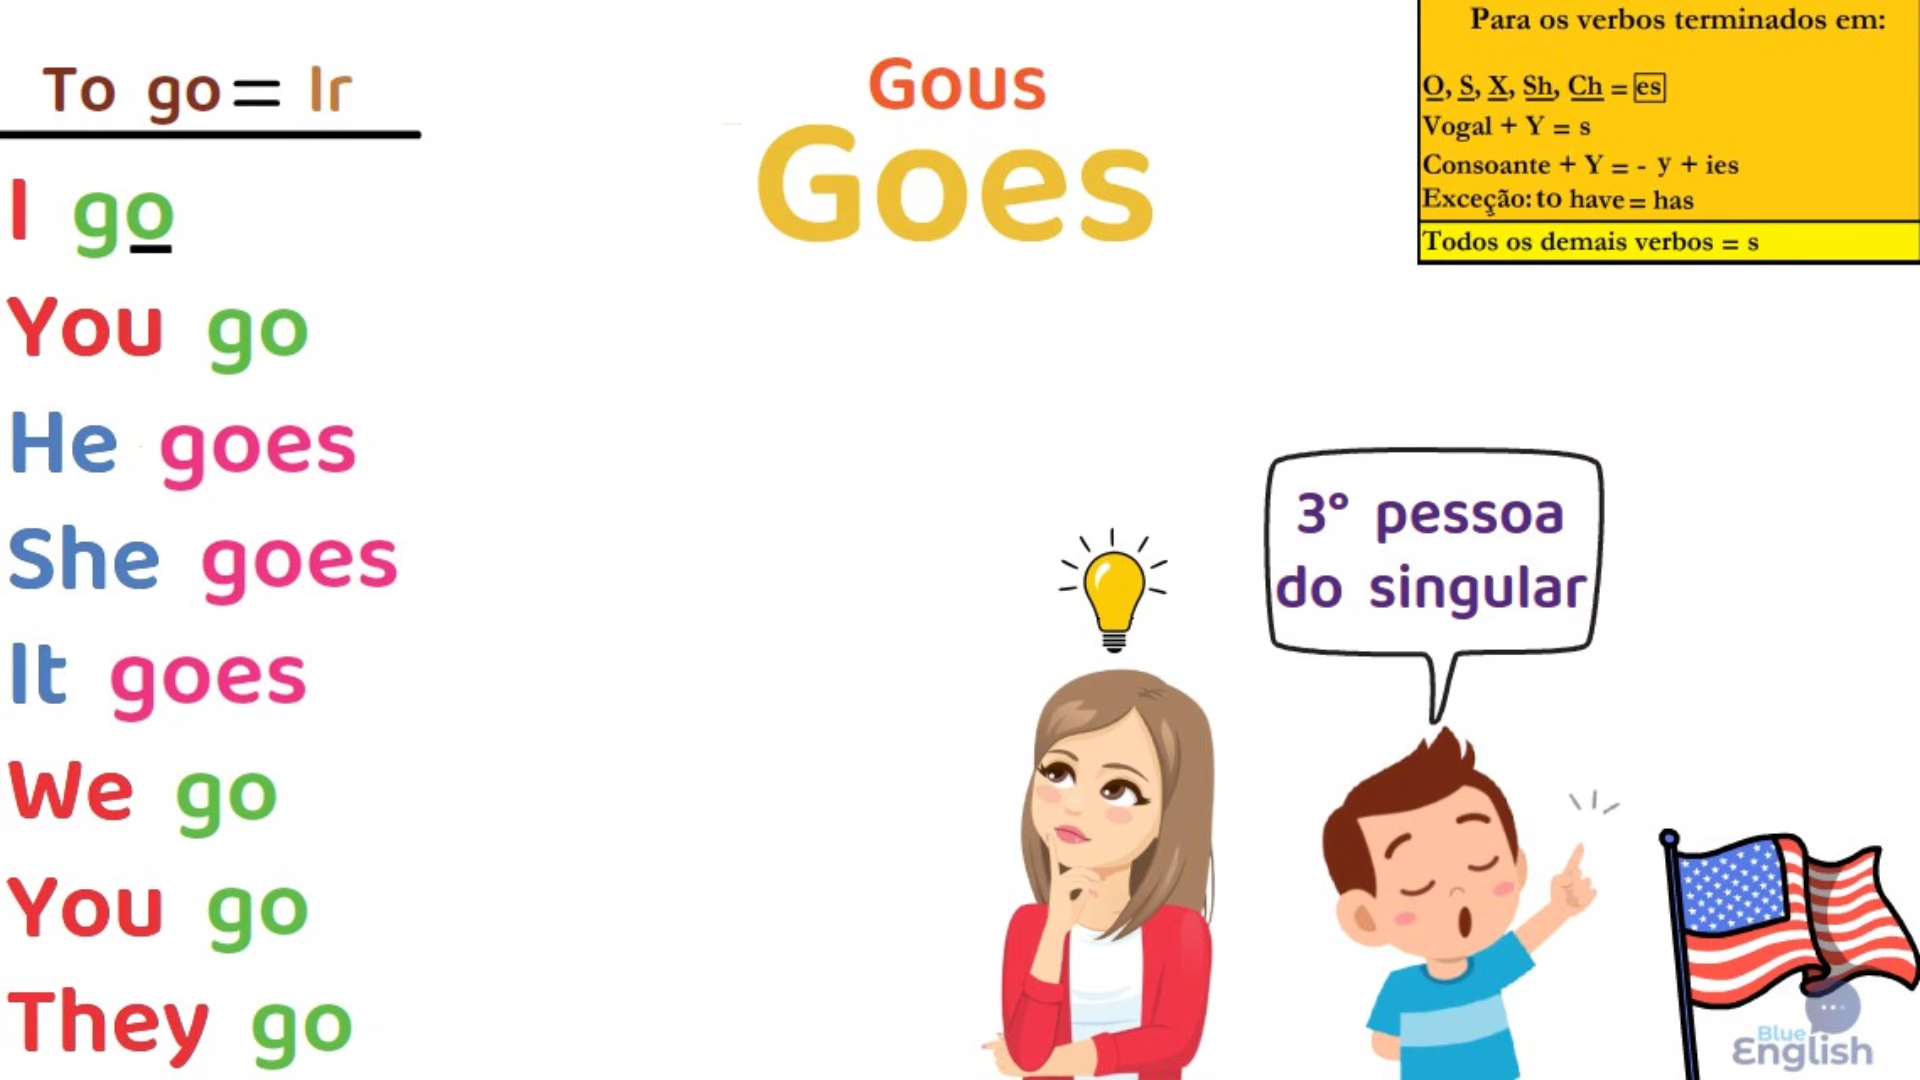 To go = Ir
I go
You go
He goes
She goes
It goes
We go
You go
They go
Gous
Goes
Para os verbos terminados em:
O, S, X, Sh, Ch = es
Vogal + Y = s
Consoante + Y = - y + ies
Exceção: to have = has
Todos os demais verbos = s
3° pessoa
do singular
Blue
English